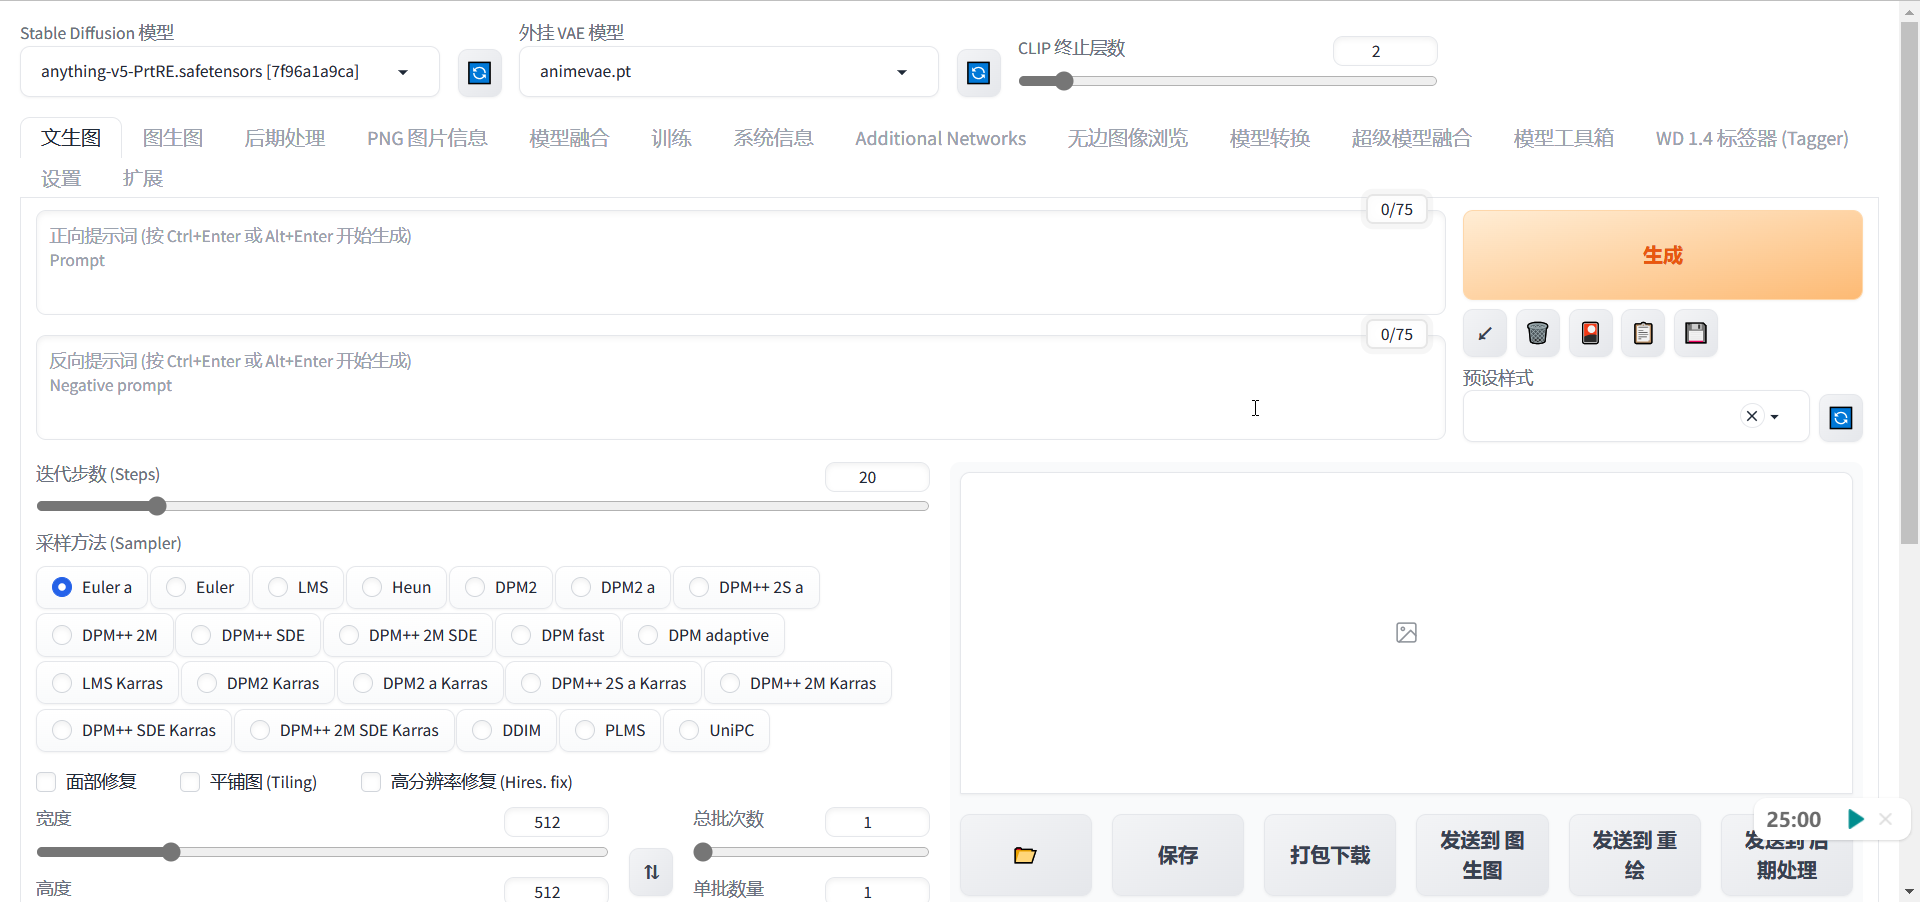 Stable Diffusion 模型
外挂 VAE 模型
CLIP 终止层数
2
anything-v5-PrtRE.safetensors [7f96a1a9ca]
animevae.pt
文生图 图生图 后期处理 PNG 图片信息 模型融合 训练 系统信息 Additional Networks 无边图像浏览 模型转换 超级模型融合 模型工具箱 WD 1.4 标签器 (Tagger)
设置 扩展
0/75
正向提示词 (按 Ctrl+Enter 或 Alt+Enter 开始生成)
Prompt
生成
0/75
反向提示词 (按 Ctrl+Enter 或 Alt+Enter 开始生成)
Negative prompt
预设样式
迭代步数 (Steps)
20
采样方法 (Sampler)
Euler a Euler LMS Heun DPM2 DPM2 a DPM++ 2S a
DPM++ 2M DPM++ SDE DPM++ 2M SDE DPM fast DPM adaptive
LMS Karras DPM2 Karras DPM2 a Karras DPM++ 2S a Karras DPM++ 2M Karras
DPM++ SDE Karras DPM++ 2M SDE Karras DDIM PLMS UniPC
面部修复 平铺图 (Tiling) 高分辨率修复 (Hires. fix)
宽度
512
总批次数
1
高度
512
单批数量
1
保存
打包下载
发送到 图
生图
发送到 重
绘
发送到 后
期处理
25:00